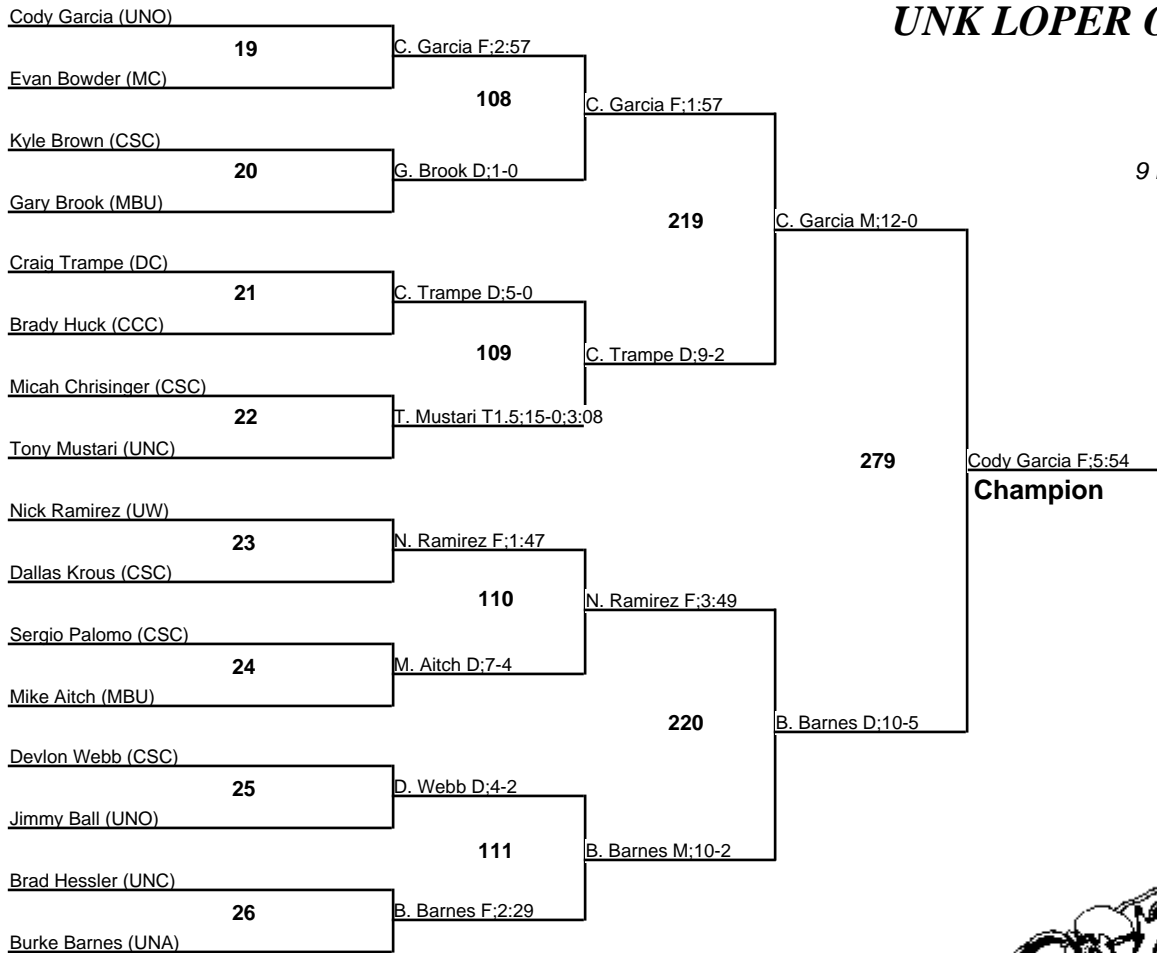 Cody Garcia (UNO)
UNK LOPER
19
C. Garcia F;2:57
Evan Bowder (MC)
108
C. Garcia F;1:57
Kyle Brown (CSC)
20
G. Brook D;1-0
9
Gary Brook (MBU)
219
C. Garcia M;12-0
Craig Trampe (DC)
21
C. Trampe D;5-0
Brady Huck (CCC)
109
C. Trampe D;9-2
Micah Chrisinger (CSC)
22
T. Mustari T1.5;15-0;3:08
Tony Mustari (UNC)
279
Cody Garcia F;5:54
Champion
Nick Ramirez (UW)
23
N. Ramirez F;1:47
Dallas Krous (CSC)
110
N. Ramirez F;3:49
Sergio Palomo (CSC)
24
M. Aitch D;7-4
Mike Aitch (MBU)
220
B. Barnes D;10-5
Devlon Webb (CSC)
25
D. Webb D;4-2
Jimmy Ball (UNO)
111
B. Barnes M;10-2
Brad Hessler (UNC)
26
B. Barnes F;2:29
Burke Barnes (UNA)